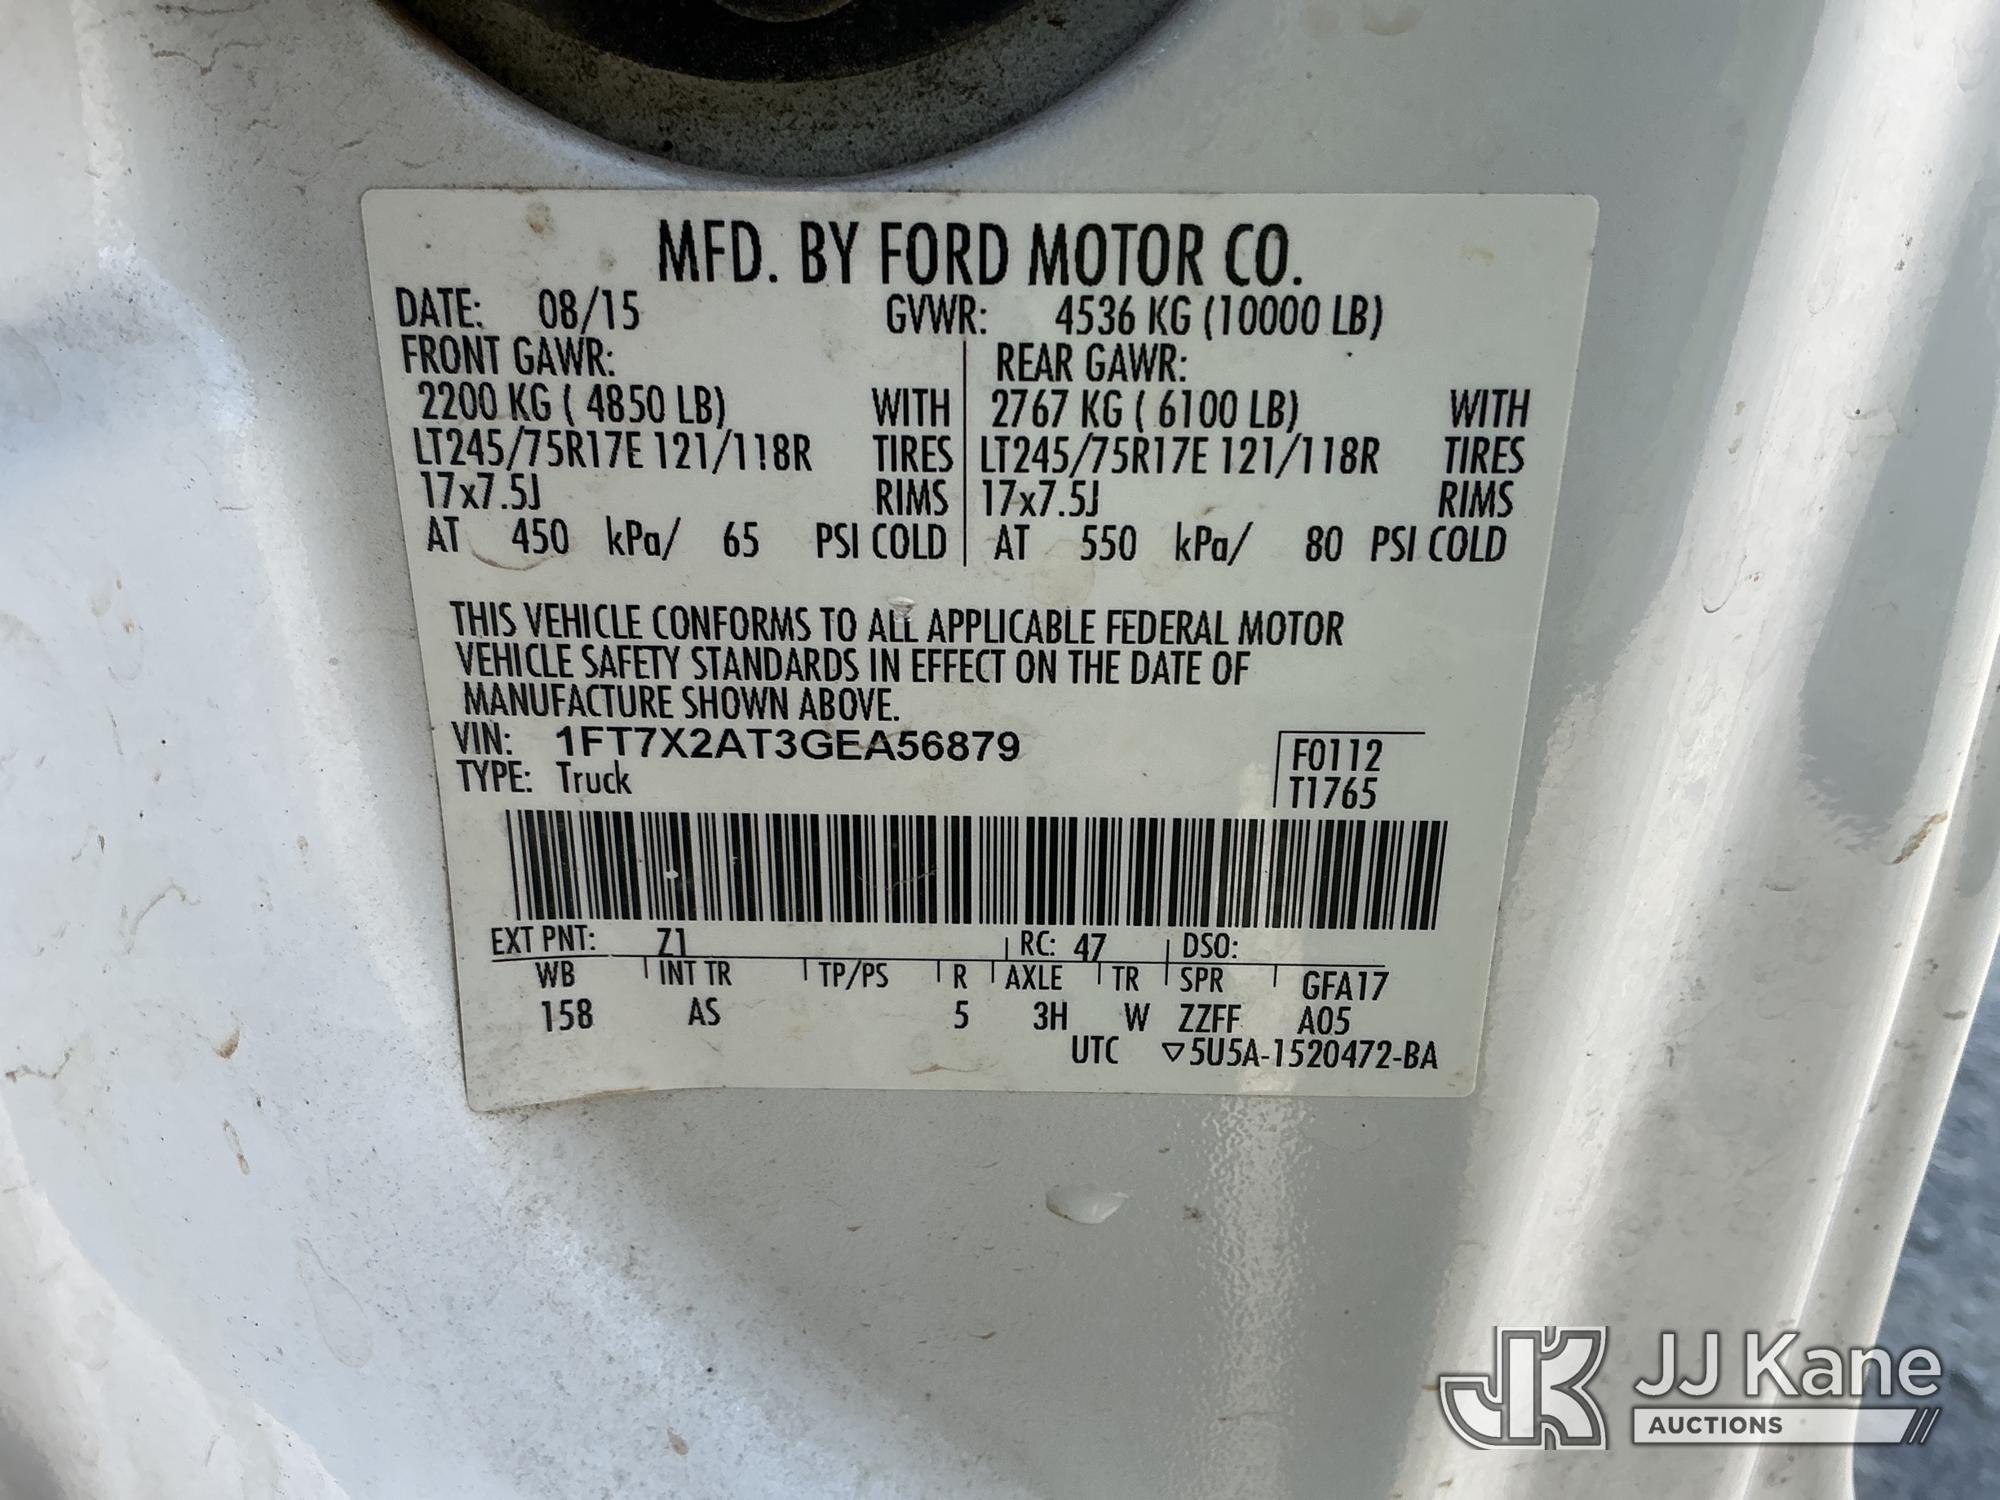 MFD. BY FORD MOTOR CO.
DATE: 08/15 GVWR: 4536 KG (10000 LB)
FRONT GAWR: REAR GAWR:
2200 KG ( 4850 LB) WITH 2767 KG ( 6100 LB) WITH
LT245/75R17E 121/118R TIRES LT245/75R17E 121/118R TIRES
17x7.5J RIMS 17x7.5J RIMS
AT 450 kPa/ 65 PSI COLD AT 550 kPa/ 80 PSI COLD
THIS VEHICLE CONFORMS TO ALL APPLICABLE FEDERAL MOTOR
VEHICLE SAFETY STANDARDS IN EFFECT ON THE DATE OF
MANUFACTURE SHOWN ABOVE.
VIN: 1FT7X2AT3GEA56879 F0112
TYPE: Truck T1765
EXT PNT: Z1 RC: 47 DSO:
WB INT TR TP/PS R AXLE TR SPR GFA17
158 AS 5 3H W ZZFF A05
UTC ▽5U5A-1520472-BA
JK JJ Kane
AUCTIONS